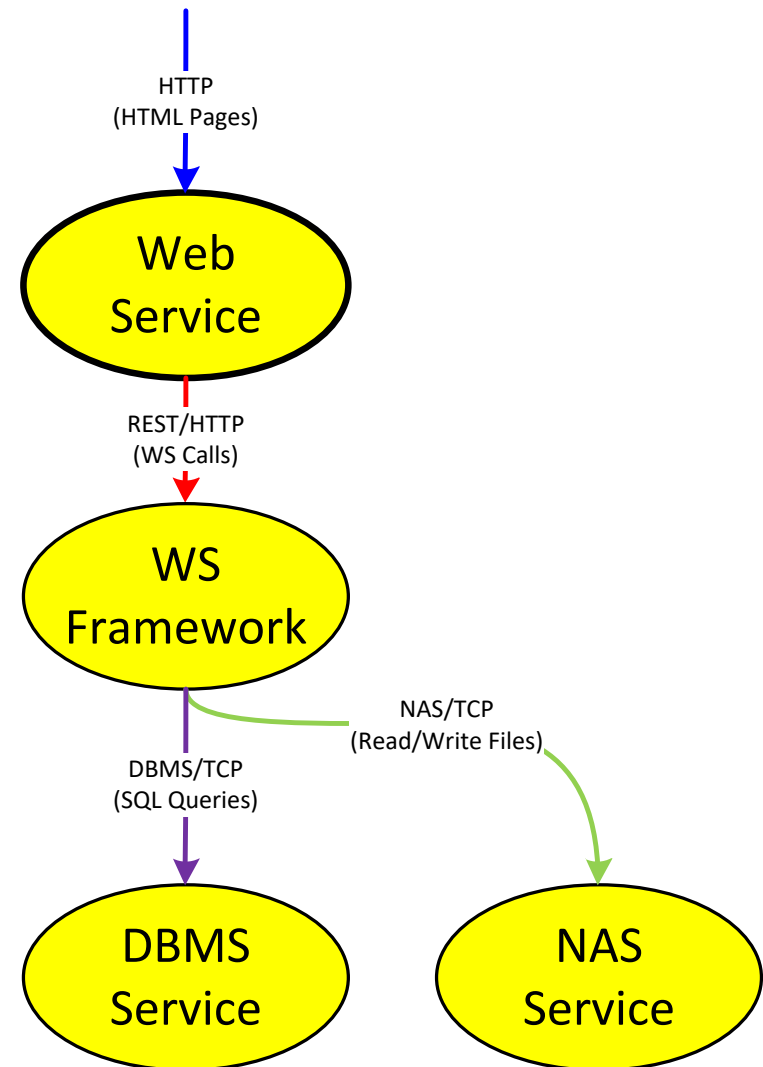 HTTP
(HTML Pages)
Web
Service
REST/HTTP
(WS Calls)
WS
Framework
NAS/TCP
(Read/Write Files)
DBMS/TCP
(SQL Queries)
DBMS
Service
NAS
Service